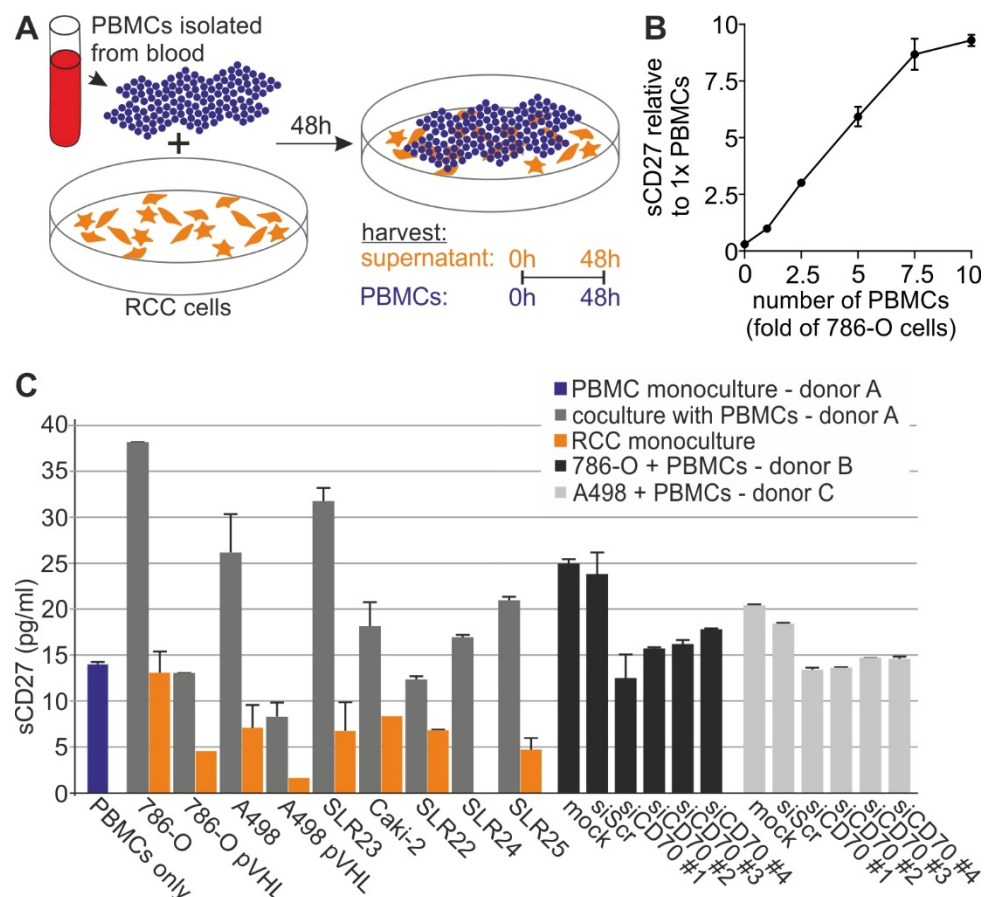 A
PBMCs isolated
from blood
+
48h
RCC cells
harvest:
supernatant: 0h 48h
PBMCs: 0h 48h
B
sCD27 relative
to 1x PBMCs
10
7.5
5.0
2.5
0
0 2.5 5 7.5 10
number of PBMCs
(fold of 786-O cells)
C
PBMC monoculture - donor A
coculture with PBMCs - donor A
RCC monoculture
786-O + PBMCs - donor B
A498 + PBMCs - donor C
sCD27 (pg/ml)
40
35
30
25
20
15
10
5
0
PBMCs only
786-O
786-O pVHL
A498
A498 pVHL
SLR23
Caki-2
SLR22
SLR24
SLR25
mock
siScr
siCD70 #1
siCD70 #2
siCD70 #3
siCD70 #4
mock
siScr
siCD70 #1
siCD70 #2
siCD70 #3
siCD70 #4